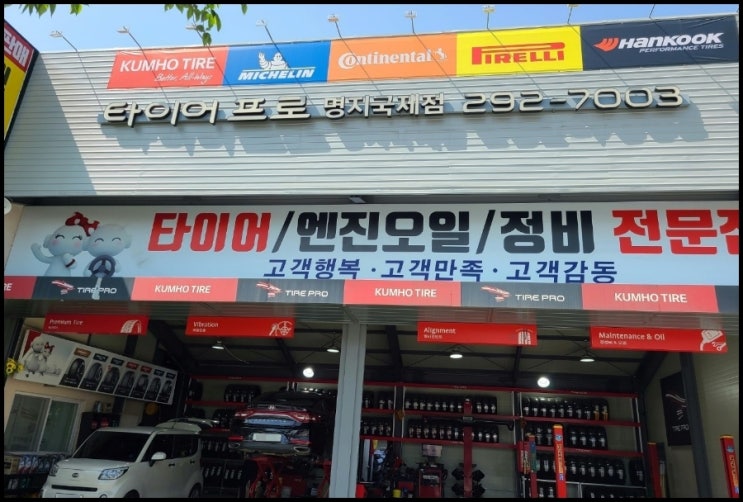 KUMHO TIRE
Better, All-Ways
MICHELIN
Continental
PIRELLI
HANKOOK
PERFORMANCE TIRES
타이어 프로 명지국제점 292-7003
타이어/엔진오일/정비 전문점
고객행복·고객만족·고객감동
TIRE PRO KUMHO TIRE TIRE PRO KUMHO TIRE TIRE PRO KUMHO TIRE
Premium Tire
Vibration
Alignment
Maintenance & Oil
TIRE PRO